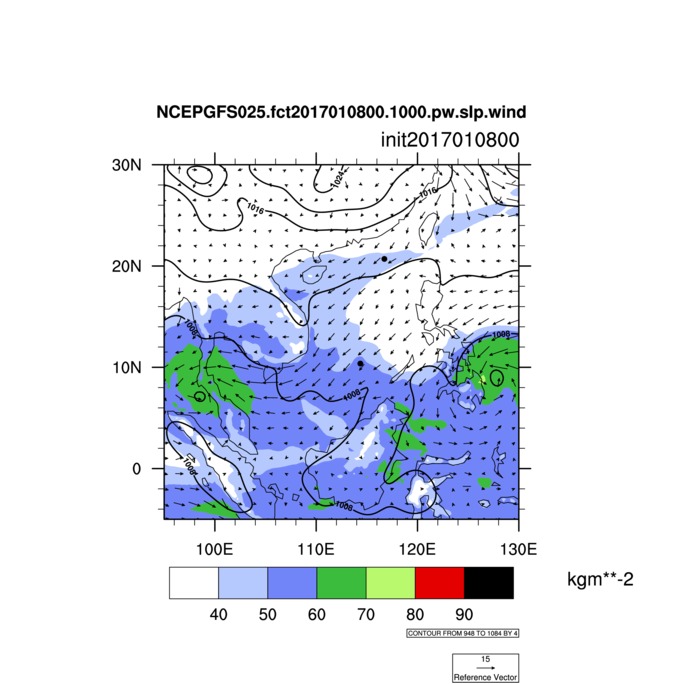 NCEPGFS025.fct2017010800.1000.pw.slp.wind
init2017010800
30N
20N
10N
0
100E 110E 120E 130E
1024
1016
1016
1008
1008
1008
1008
1008
40 50 60 70 80 90
kgm**-2
CONTOUR FROM 948 TO 1084 BY 4
15
Reference Vector